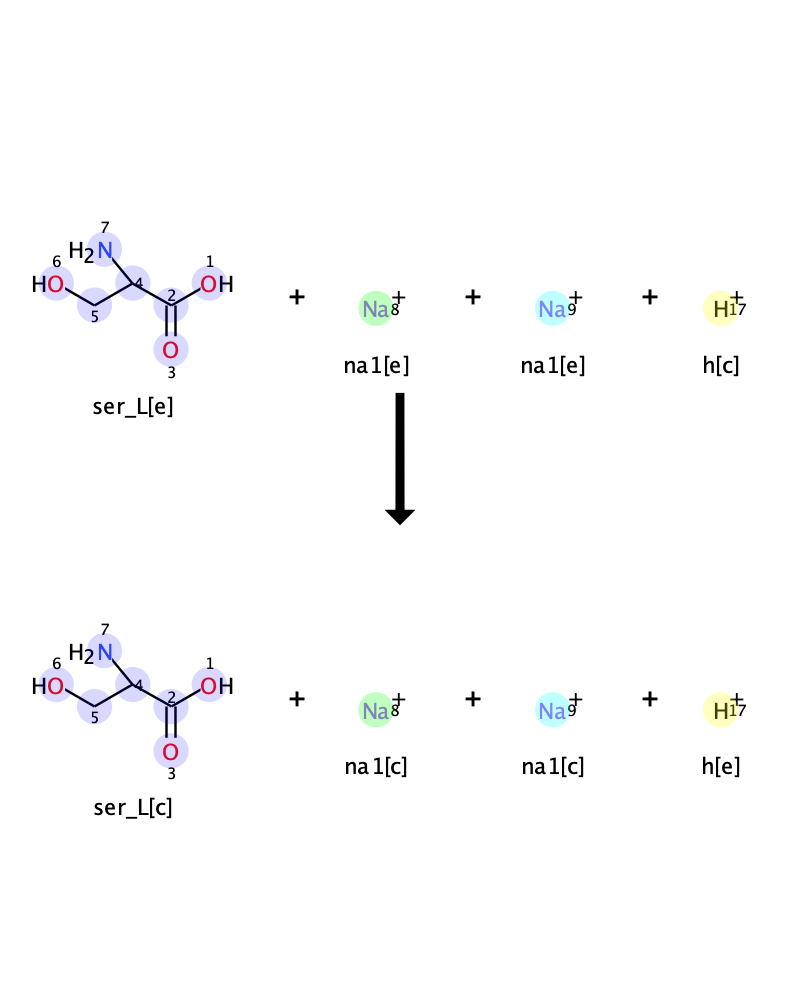 7
H2N
6
1
HO
4
OH
2
5
O
3
+
Na+
8
+
Na+
9
+
H+
17
na1[e]
na1[e]
h[c]
ser_L[e]
7
H2N
6
1
HO
4
OH
2
5
O
3
+
Na+
8
+
Na+
9
+
H+
17
na1[c]
na1[c]
h[e]
ser_L[c]